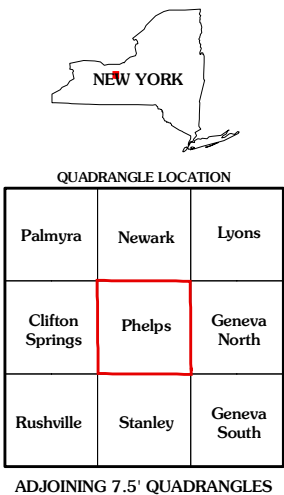 NEW YORK
QUADRANGLE LOCATION
Palmyra Newark Lyons
Clifton Springs Phelps Geneva North
Rushville Stanley Geneva South
ADJOINING 7.5' QUADRANGLES